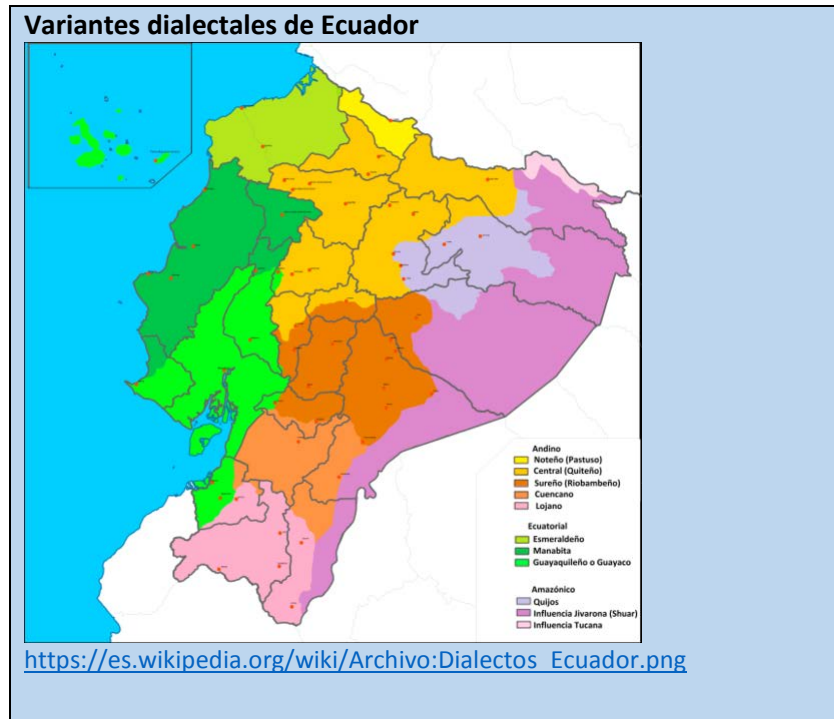 Variantes dialectales de Ecuador
Andino
Noteño (Pastuso)
Central (Quiteño)
Sureño (Riobambeño)
Cuencano
Lojano
Ecuatorial
Esmeraldeño
Manabita
Guayaquileño o Guayaco
Amazónico
Quijos
Influencia Jivarona (Shuar)
Influencia Tucana
https://es.wikipedia.org/wiki/Archivo:Dialectos_Ecuador.png